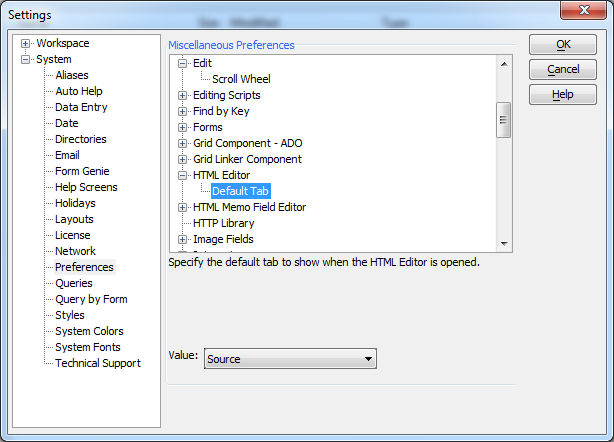 Settings
Size Modified Type
Workspace
System
Aliases
Auto Help
Data Entry
Date
Directories
Email
Form Genie
Help Screens
Holidays
Layouts
License
Network
Preferences
Queries
Query by Form
Styles
System Colors
System Fonts
Technical Support
Miscellaneous Preferences
Edit
Scroll Wheel
Editing Scripts
Find by Key
Forms
Grid Component - ADO
Grid Linker Component
HTML Editor
Default Tab
HTML Memo Field Editor
HTTP Library
Image Fields
Specify the default tab to show when the HTML Editor is opened.
Value: Source
OK
Cancel
Help